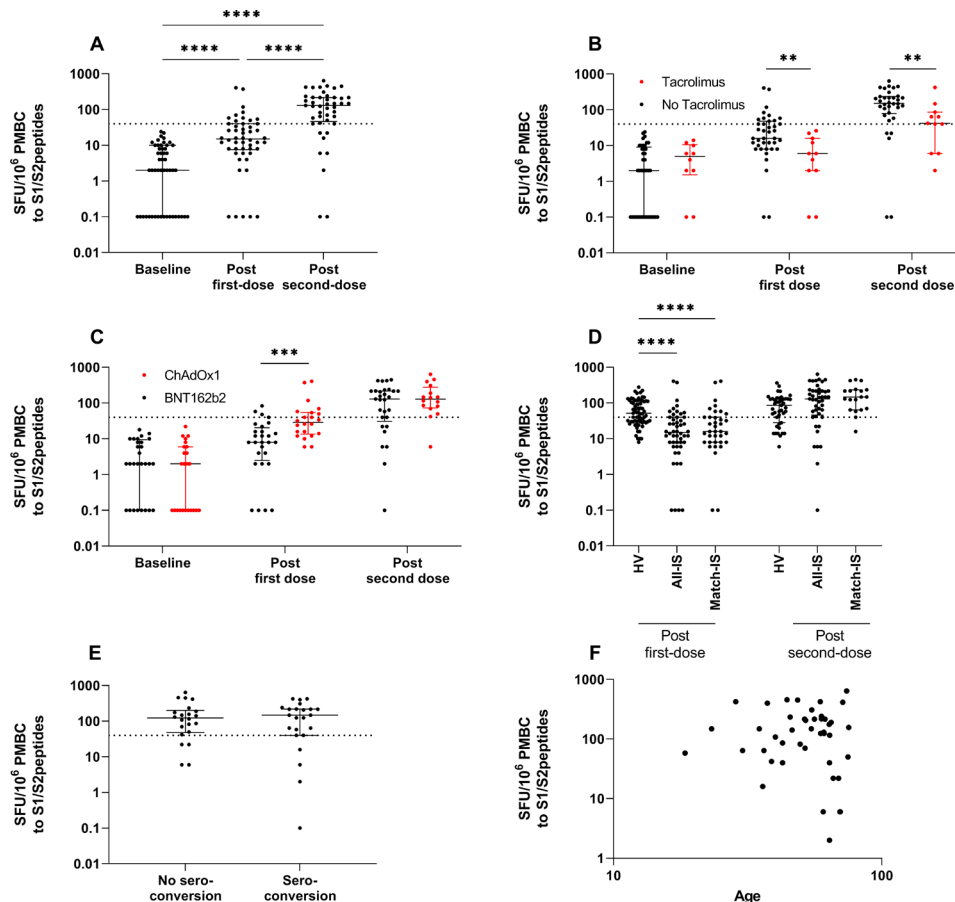 A
****
****
****
SFU/10⁶ PMBC
to S1/S2peptides
1000
100
10
1
0.1
0.01
Baseline
Post
first-dose
Post
second-dose
B
**
**
Tacrolimus
No Tacrolimus
SFU/10⁶ PMBC
to S1/S2peptides
1000
100
10
1
0.1
0.01
Baseline
Post
first dose
Post
second dose
C
***
ChAdOx1
BNT162b2
SFU/10⁶ PMBC
to S1/S2peptides
1000
100
10
1
0.1
0.01
Baseline
Post
first dose
Post
second dose
D
****
****
SFU/10⁶ PMBC
to S1/S2peptides
1000
100
10
1
0.1
0.01
HV
All-IS
Match-IS
HV
All-IS
Match-IS
Post
first-dose
Post
second-dose
E
SFU/10⁶ PMBC
to S1/S2peptides
1000
100
10
1
0.1
0.01
No sero-
conversion
Sero-
conversion
F
SFU/10⁶ PMBC
to S1/S2peptides
1000
100
10
1
10
100
Age